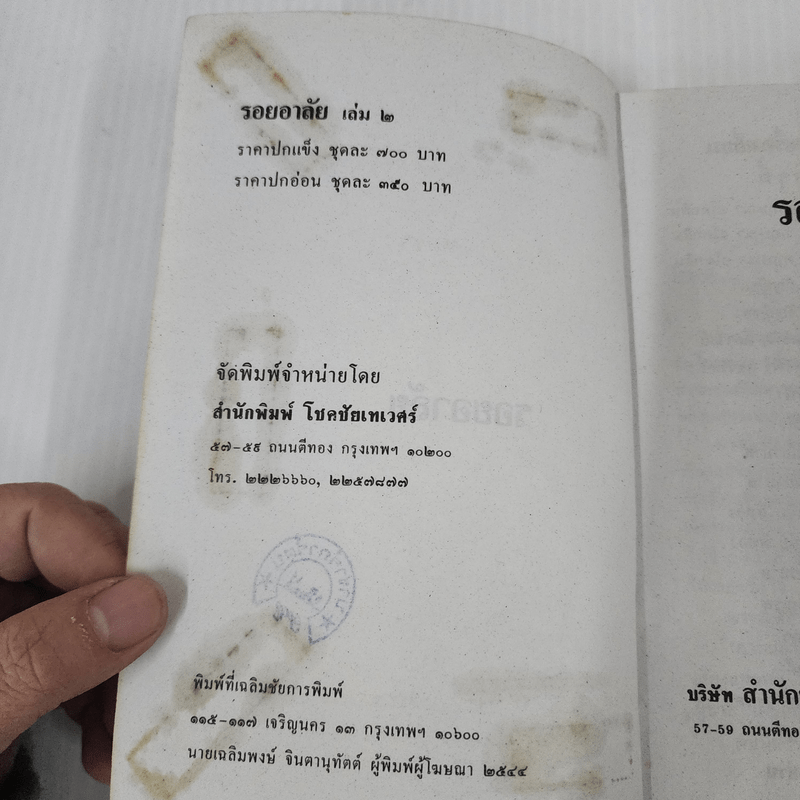 รอยอาลัย เล่ม ๒
ราคาปกแข็ง ชุดละ ๗๐๐ บาท
ราคาปกอ่อน ชุดละ ๓๕๐ บาท
จัดพิมพ์จำหน่ายโดย
สำนักพิมพ์ โชคชัยเทเวศร์
๕๗-๕๙ ถนนตีทอง กรุงเทพฯ ๑๐๒๐๐
โทร. ๒๒๒๖๖๖๐, ๒๒๕๗๘๗๗
พิมพ์ที่เฉลิมชัยการพิมพ์
๑๑๕-๑๑๗ เจริญนคร ๑๓ กรุงเทพฯ ๑๐๖๐๐
นายเฉลิมพงษ์ จินตานุทัตต์ ผู้พิมพ์ผู้โฆษณา ๒๕๔๔
บริษัท สำนัก
57-59 ถนนตีทอง